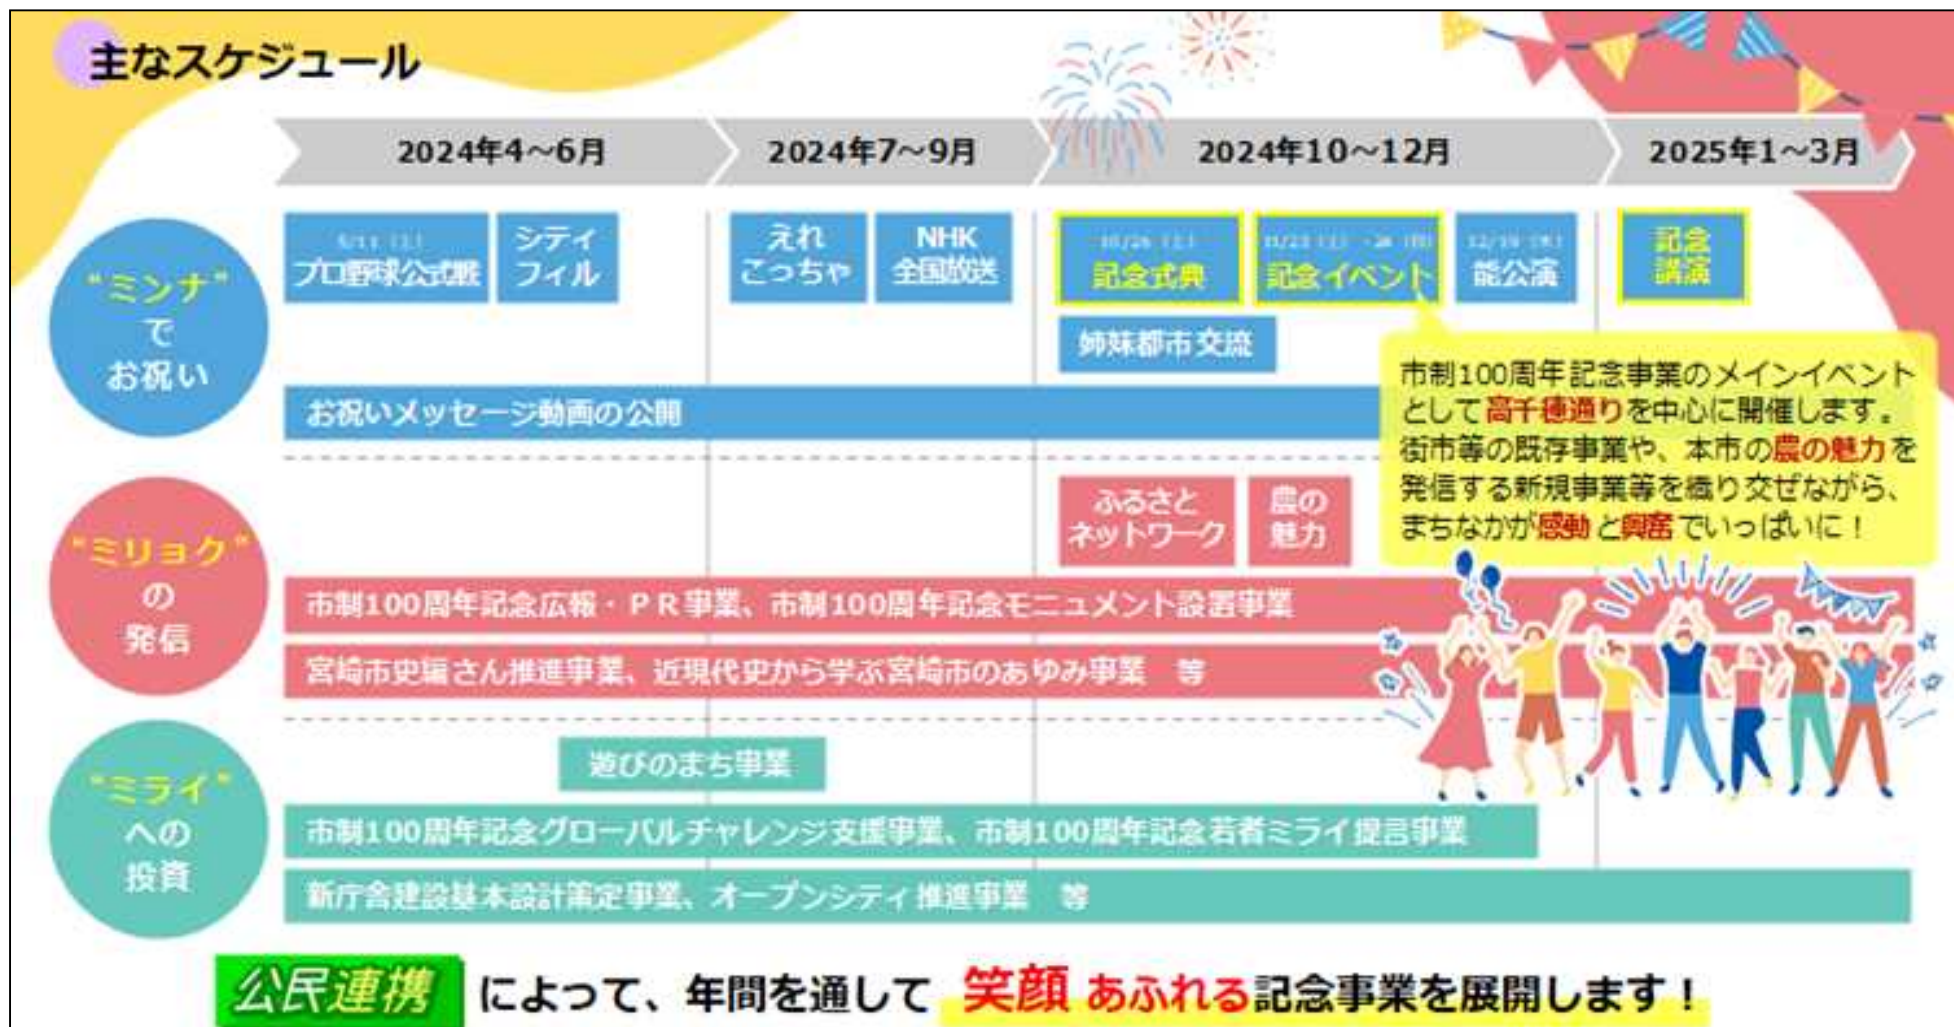 主なスケジュール
2024年4～6月
2024年7～9月
2024年10～12月
2025年1～3月
“ミンナ”
で
お祝い
プロ野球公式戦
シティ
フィル
えれ
こっちゃ
NHK
全国放送
10/26（土）
記念式典
記念イベント
能公演
記念
講演
姉妹都市交流
お祝いメッセージ動画の公開
市制100周年記念事業のメインイベント
として高千穂通りを中心に開催します。
街市等の既存事業や、本市の農の魅力を
発信する新規事業等を織り交ぜながら、
まちなかが感動と興奮でいっぱいに！
“ミリョク”
の
発信
ふるさと
ネットワーク
農の
魅力
市制100周年記念広報・ＰＲ事業、市制100周年記念モニュメント設置事業
宮崎市史編さん推進事業、近現代史から学ぶ宮崎市のあゆみ事業　等
“ミライ”
への
投資
遊びのまち事業
市制100周年記念グローバルチャレンジ支援事業、市制100周年記念若者ミライ提言事業
新庁舎建設基本設計策定事業、オープンシティ推進事業　等
公民連携 によって、年間を通して 笑顔 あふれる記念事業を展開します！